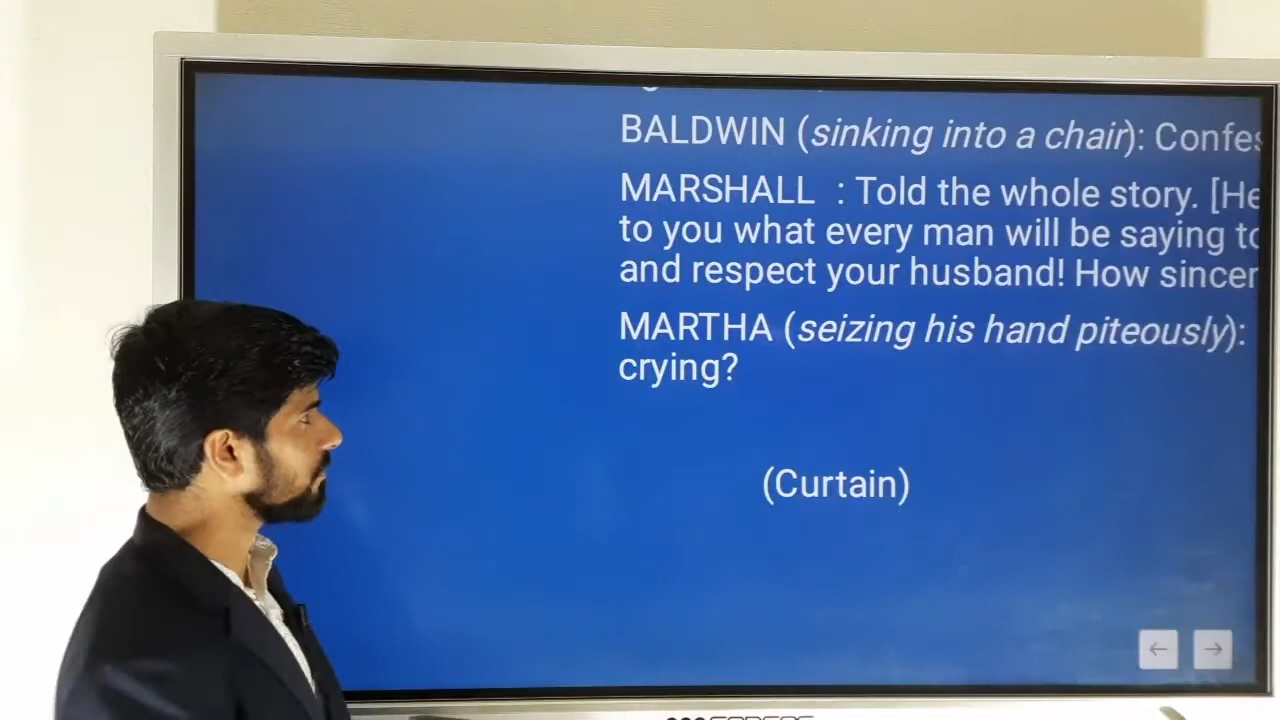 BALDWIN (sinking into a chair): Confes
MARSHALL : Told the whole story. [He
to you what every man will be saying to
and respect your husband! How sincer
MARTHA (seizing his hand piteously):
crying?
(Curtain)